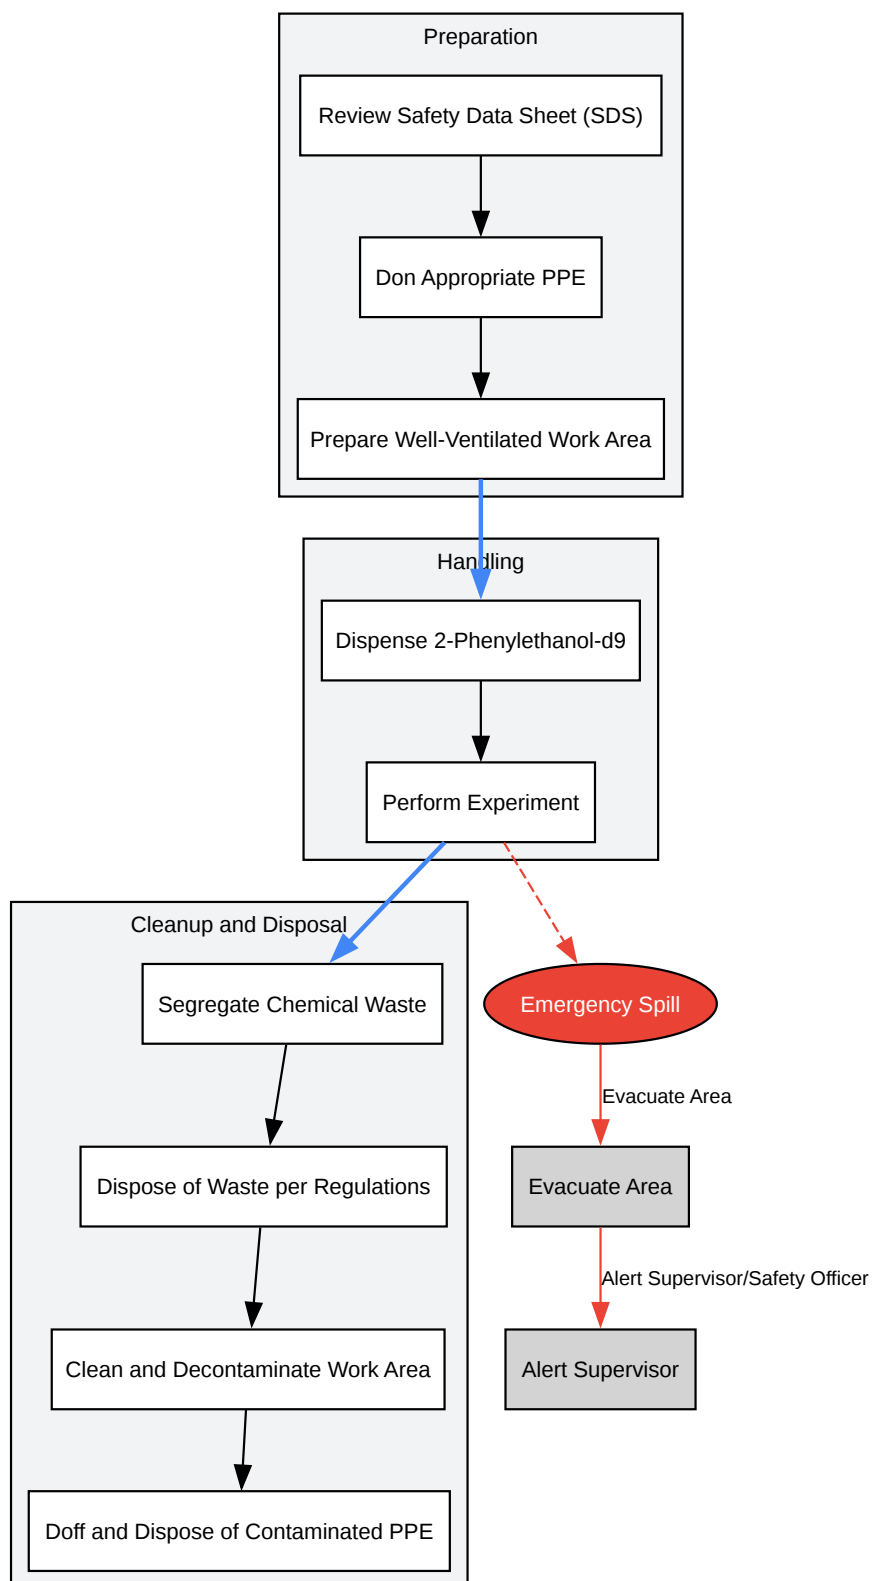 Preparation
Review Safety Data Sheet (SDS)
Don Appropriate PPE
Prepare Well-Ventilated Work Area
Handling
Dispense 2-Phenylethanol-d9
Perform Experiment
Cleanup and Disposal
Segregate Chemical Waste
Emergency Spill
Evacuate Area
Dispose of Waste per Regulations
Evacuate Area
Alert Supervisor/Safety Officer
Clean and Decontaminate Work Area
Alert Supervisor
Doff and Dispose of Contaminated PPE